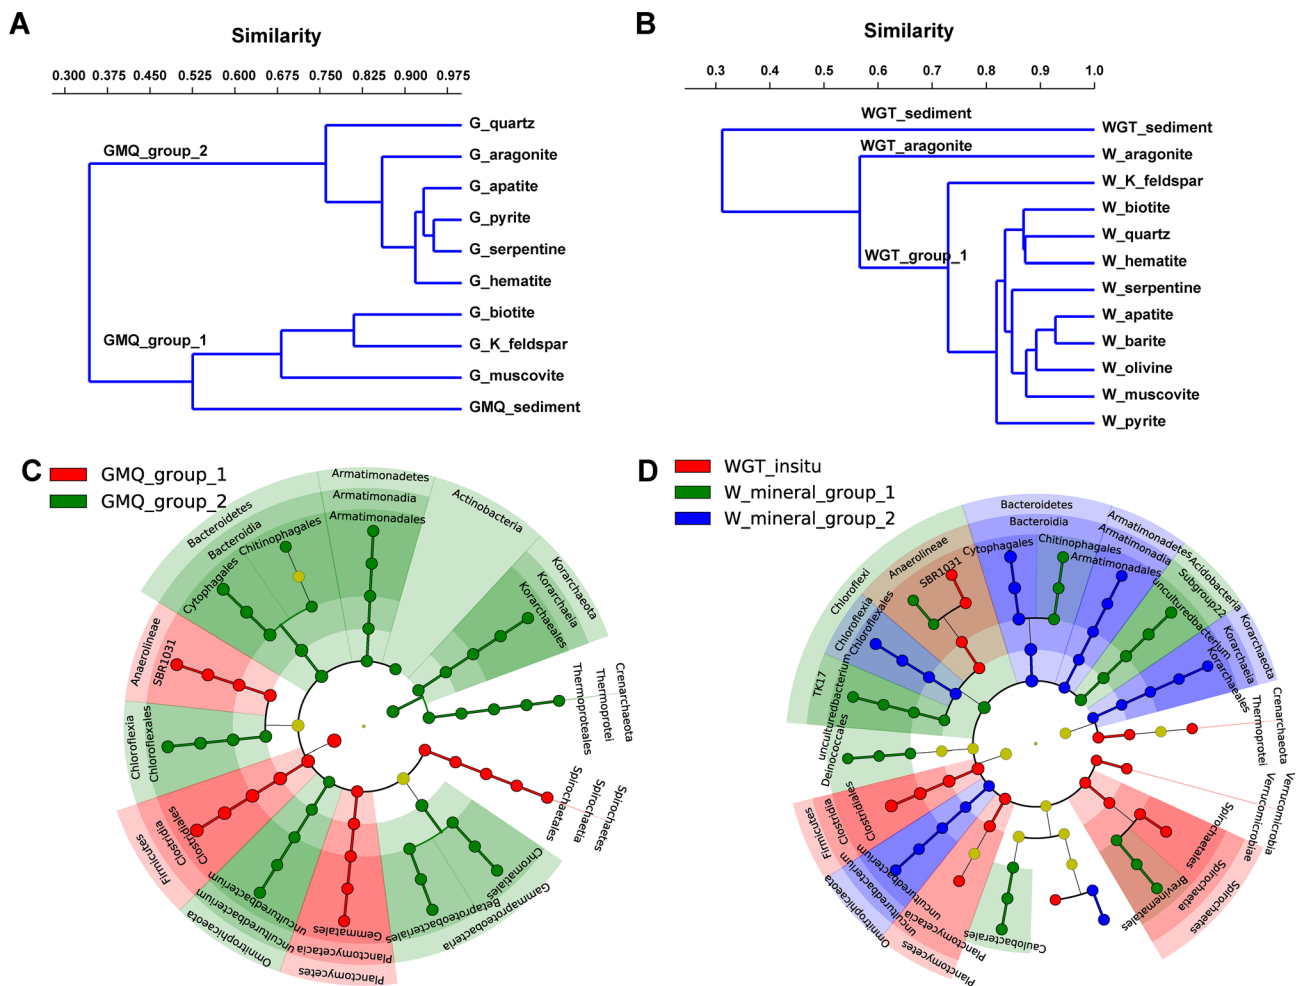 A
Similarity
0.300 0.375 0.450 0.525 0.600 0.675 0.750 0.825 0.900 0.975
G_quartz
GMQ_group_2
G_aragonite
G_apatite
G_pyrite
G_serpentine
G_hematite
G_biotite
GMQ_group_1
G_K_feldspar
G_muscovite
GMQ_sediment
B
Similarity
0.3 0.4 0.5 0.6 0.7 0.8 0.9 1.0
WGT_sediment
WGT_sediment
WGT_aragonite
W_aragonite
W_K_feldspar
W_biotite
W_quartz
WGT_group_1
W_hematite
W_serpentine
W_apatite
W_barite
W_olivine
W_muscovite
W_pyrite
C
GMQ_group_1
GMQ_group_2
Armatimonadetes
Armatimonadia
Armatimonadales
Actinobacteria
Bacteroidetes
Bacteroidia
Chitinophagales
Cytophagales
Korarchaeota
Korarchaeia
Korarchaeales
Anaerolineae
SBR1031
Crenarchaeota
Thermoprotei
Thermoproteales
Chloroflexia
Chloroflexales
Spirochaetes
Spirochaetia
Spirochaetales
Firmicutes
Clostridia
Clostridiales
Omnitrophicaeota
unculturedbacterium
unculturedbacterium
Planctomycetes
Planctomycetacia
Gemmatales
Gammaproteobacteria
Betaproteobacteriales
Chromatiales
D
WGT_insitu
W_mineral_group_1
W_mineral_group_2
Bacteroidetes
Bacteroidia
Cytophagales
Chitinophagales
Armatimonadetes
Armatimonadia
Armatimonadales
Acidobacteria
Subgroup22
unculturedbacterium
Korarchaeota
Korarchaeia
Korarchaeales
Chloroflexi
Anaerolineae
SBR1031
Chloroflexia
Chloroflexales
TK17
unculturedbacterium
Deinococcales
Crenarchaeota
Thermoprotei
Verrucomicrobia
Verrucomicrobiae
Spirochaetes
Spirochaetia
Spirochaetales
Brevinematales
Firmicutes
Clostridia
Clostridiales
Omnitrophicaeota
unculturedbacterium
unculturedbacterium
Planctomycetes
Planctomycetacia
Caulobacterales